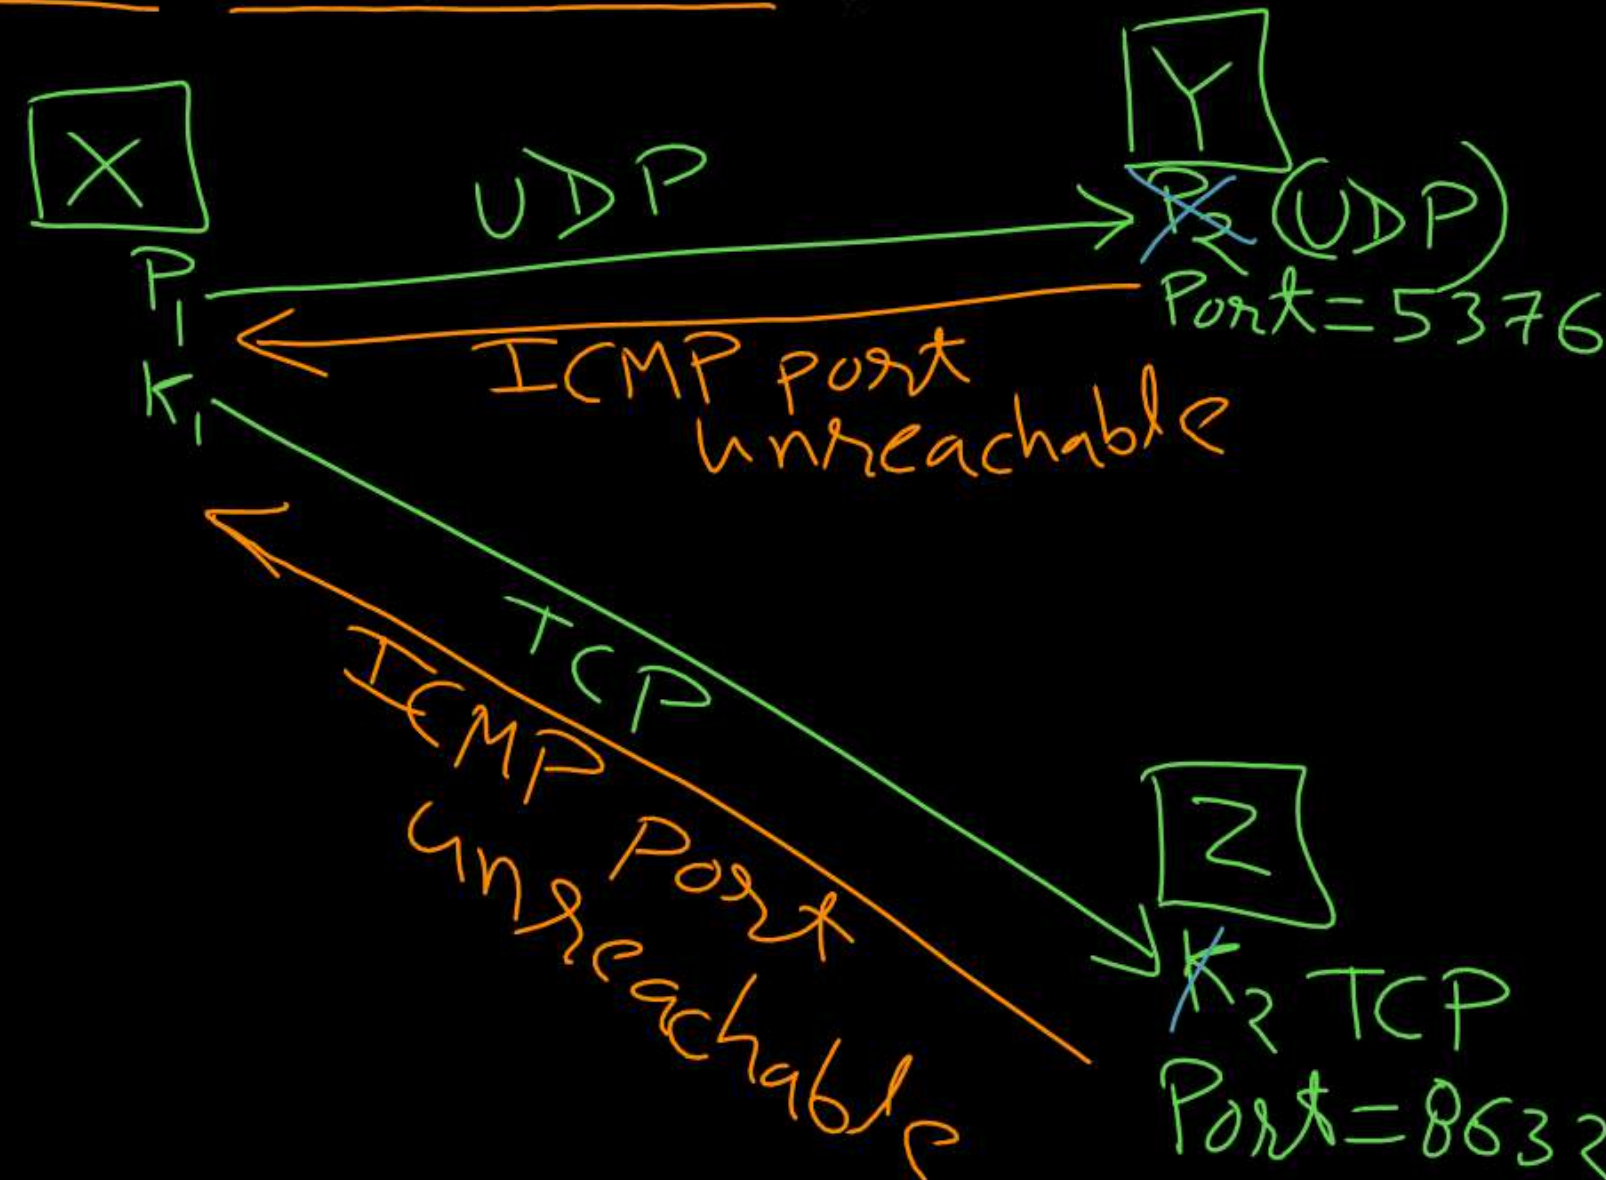 X
Y
UDP
P2 (UDP)
Port = 5376
P1
ICMP port
unreachable
K1
TCP
ICMP Port
unreachable
Z
K2 TCP
Port = 8632